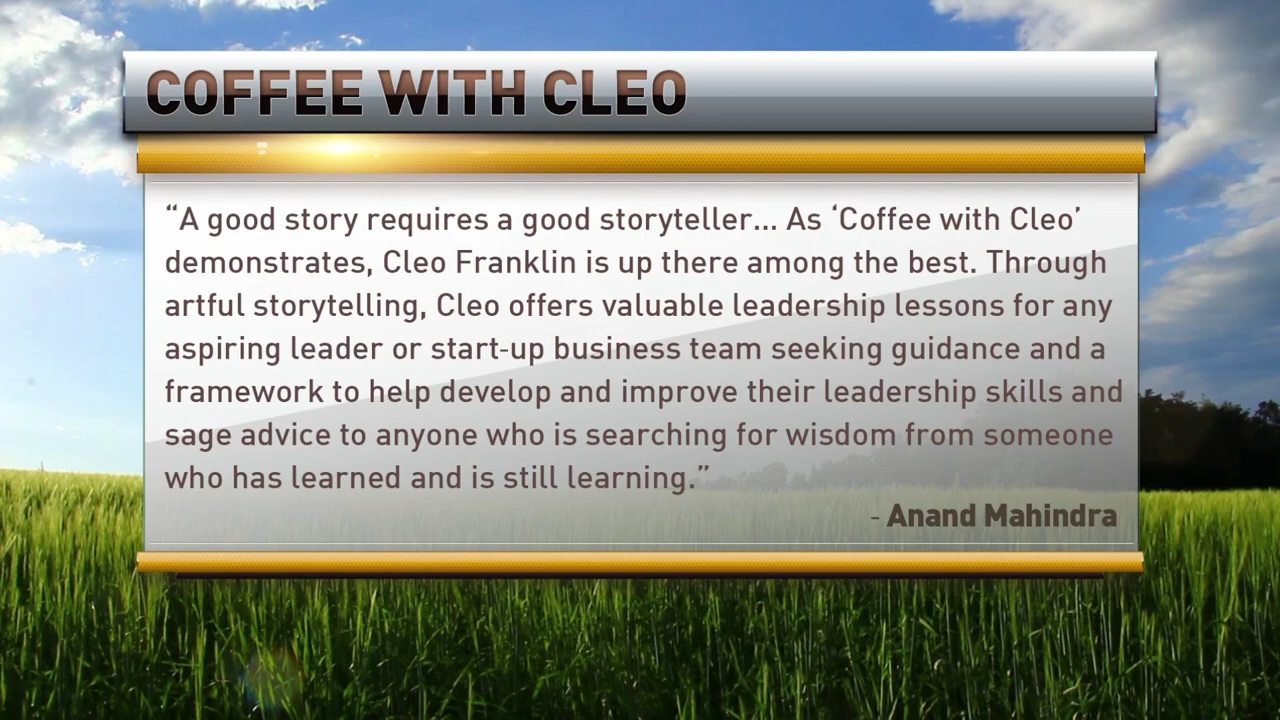 COFFEE WITH CLEO
“A good story requires a good storyteller... As ‘Coffee with Cleo’
demonstrates, Cleo Franklin is up there among the best. Through
artful storytelling, Cleo offers valuable leadership lessons for any
aspiring leader or start-up business team seeking guidance and a
framework to help develop and improve their leadership skills and
sage advice to anyone who is searching for wisdom from someone
who has learned and is still learning.”
- Anand Mahindra